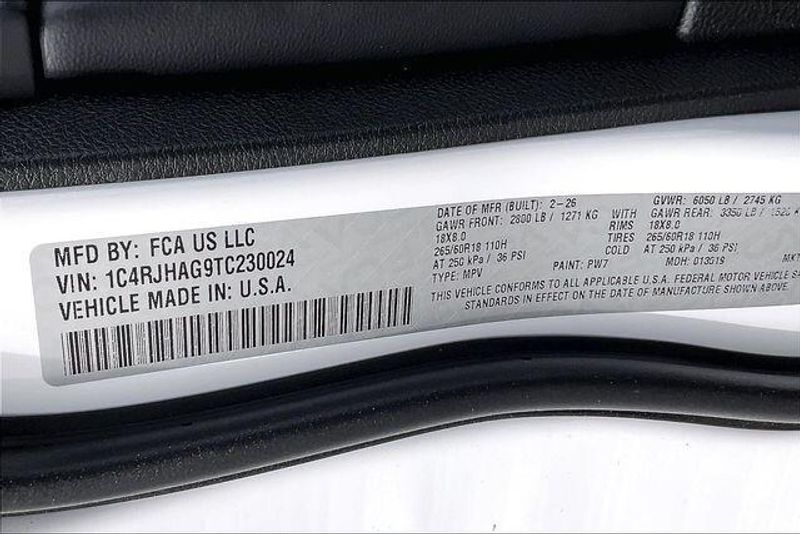 MFD BY: FCA US LLC
VIN: 1C4RJHAG9TC230024
VEHICLE MADE IN: U.S.A.
DATE OF MFR (BUILT): 2-26 GVWR: 6050 LB / 2745 KG
GAWR FRONT: 2800 LB / 1271 KG WITH GAWR REAR: 3350 LB / 1520 K
18X8.0 RIMS 18X8.0
265/60R18 110H TIRES 265/60R18 110H
AT 250 kPa / 36 PSI COLD AT 250 kPa / 36 PSI
TYPE: MPV PAINT: PW7 MDH: 013519 MKT
THIS VEHICLE CONFORMS TO ALL APPLICABLE U.S.A. FEDERAL MOTOR VEHICLE SA
STANDARDS IN EFFECT ON THE DATE OF MANUFACTURE SHOWN ABOVE.